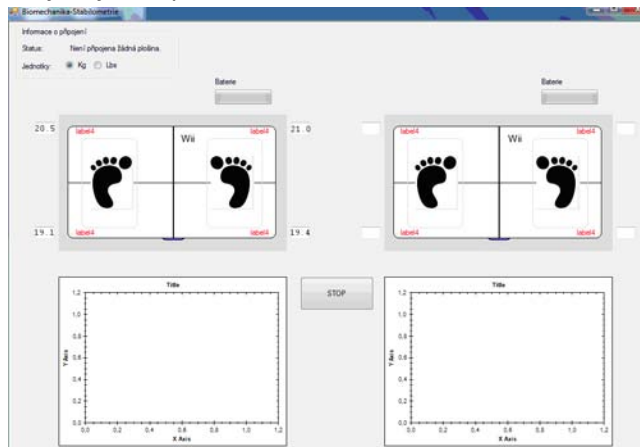 Biomechanika-Stabilometrie
Informace o připojení
Status: Není připojena žádná plošina.
Jednotky: Kg Lbs
Baterie Baterie
20.5 label4 Wii label4 21.0 label4 Wii label4
19.1 label4 label4 19.4 label4 label4
STOP
Title Title
1,2 1,2
1,0 1,0
0,8 0,8
Y Axis Y Axis
0,6 0,6
0,4 0,4
0,2 0,2
0,0 0,0
0,0 0,2 0,4 0,6 0,8 1,0 1,2 0,0 0,2 0,4 0,6 0,8 1,0 1,2
X Axis X Axis